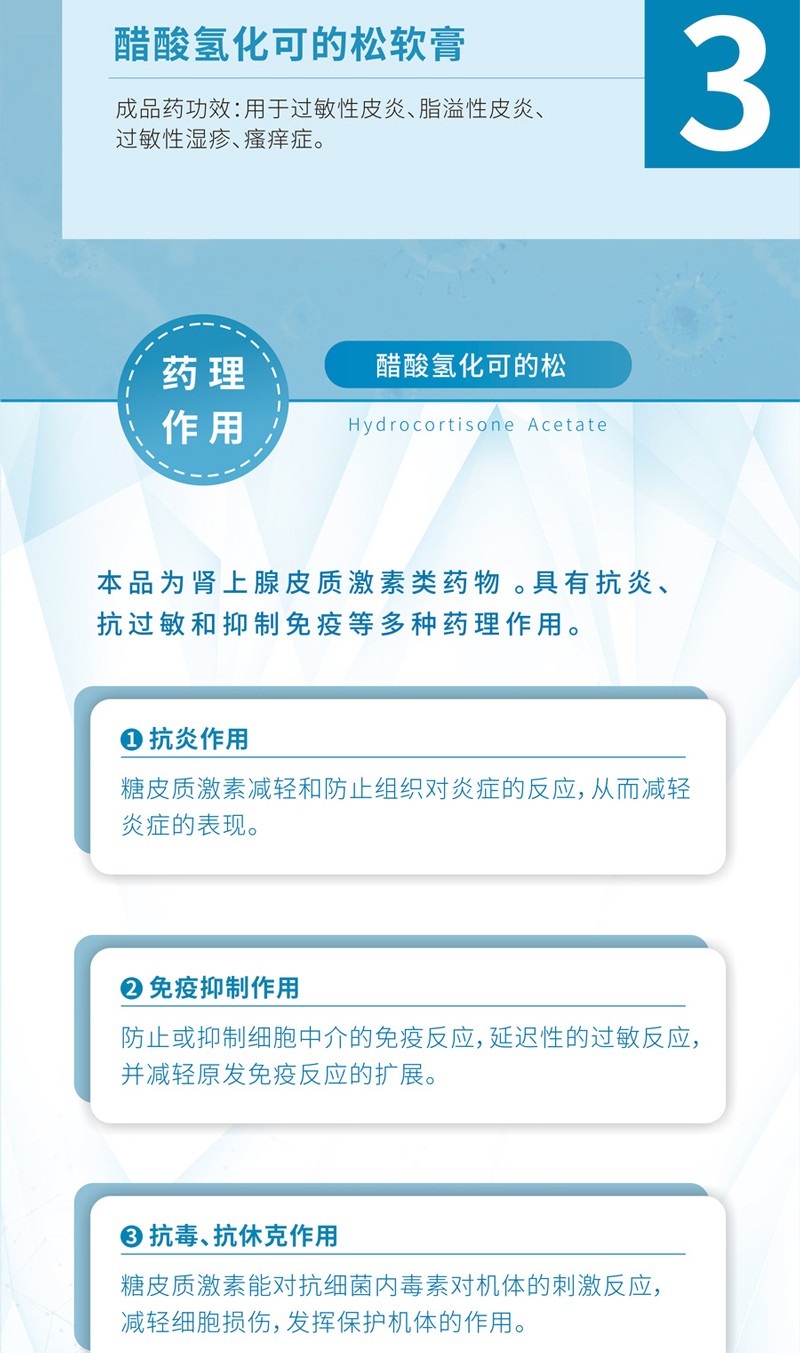 醋酸氢化可的松软膏
3
成品药功效:用于过敏性皮炎、脂溢性皮炎、
过敏性湿疹、瘙痒症。
药理
作用
醋酸氢化可的松
Hydrocortisone Acetate
本品为肾上腺皮质激素类药物。具有抗炎、
抗过敏和抑制免疫等多种药理作用。
❶抗炎作用
糖皮质激素减轻和防止组织对炎症的反应,从而减轻
炎症的表现。
❷免疫抑制作用
防止或抑制细胞中介的免疫反应,延迟性的过敏反应,
并减轻原发免疫反应的扩展。
❸抗毒、抗休克作用
糖皮质激素能对抗细菌内毒素对机体的刺激反应,
减轻细胞损伤,发挥保护机体的作用。